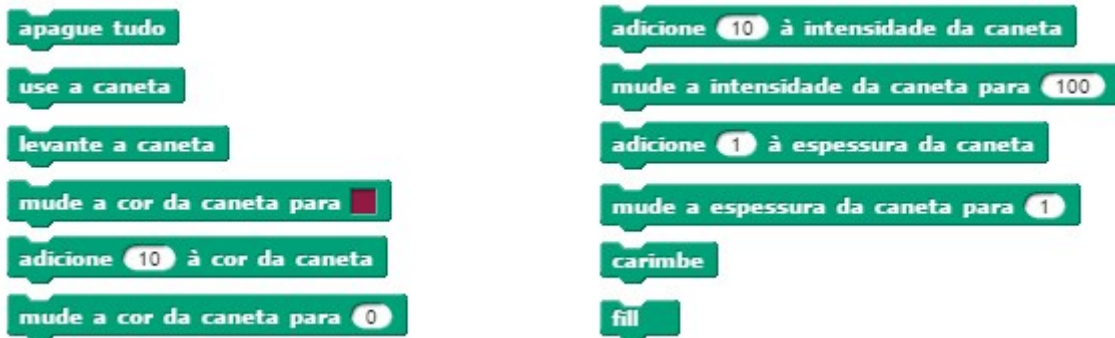 apague tudo
use a caneta
levante a caneta
mude a cor da caneta para
adicione 10 à cor da caneta
mude a cor da caneta para 0
adicione 10 à intensidade da caneta
mude a intensidade da caneta para 100
adicione 1 à espessura da caneta
mude a espessura da caneta para 1
carimbe
fill